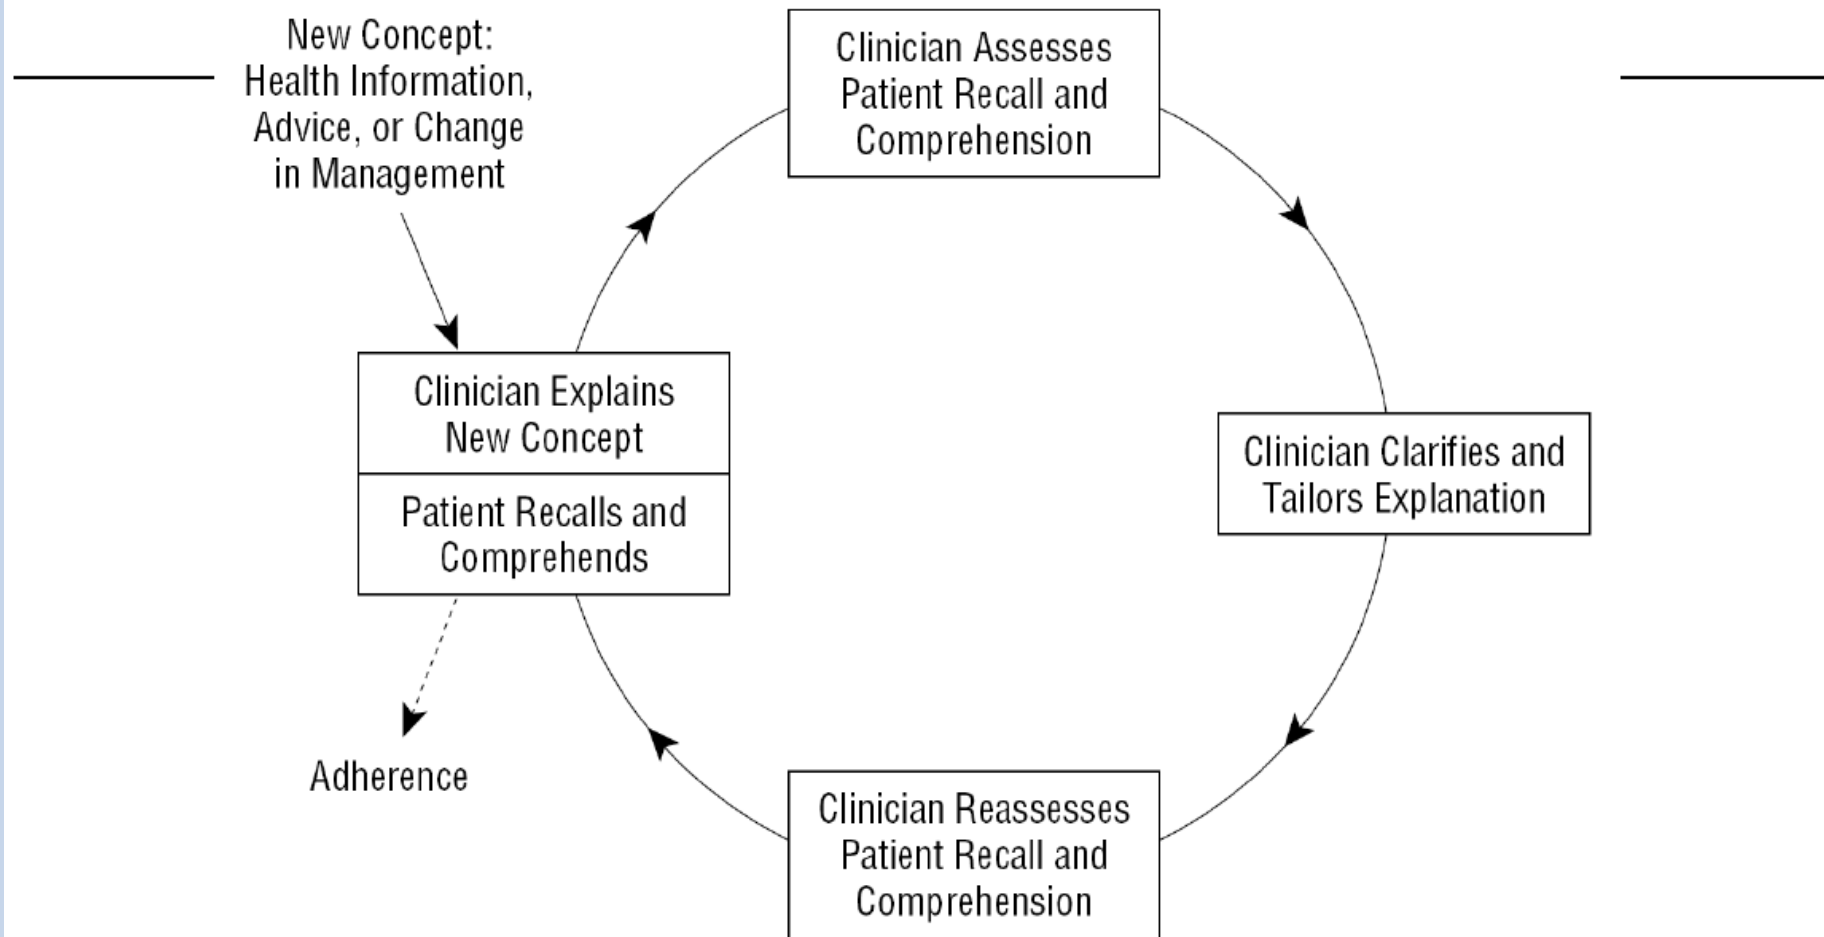 New Concept:
Health Information,
Advice, or Change
in Management
Clinician Assesses
Patient Recall and
Comprehension
Clinician Explains
New Concept
Patient Recalls and
Comprehends
Clinician Clarifies and
Tailors Explanation
Adherence
Clinician Reassesses
Patient Recall and
Comprehension